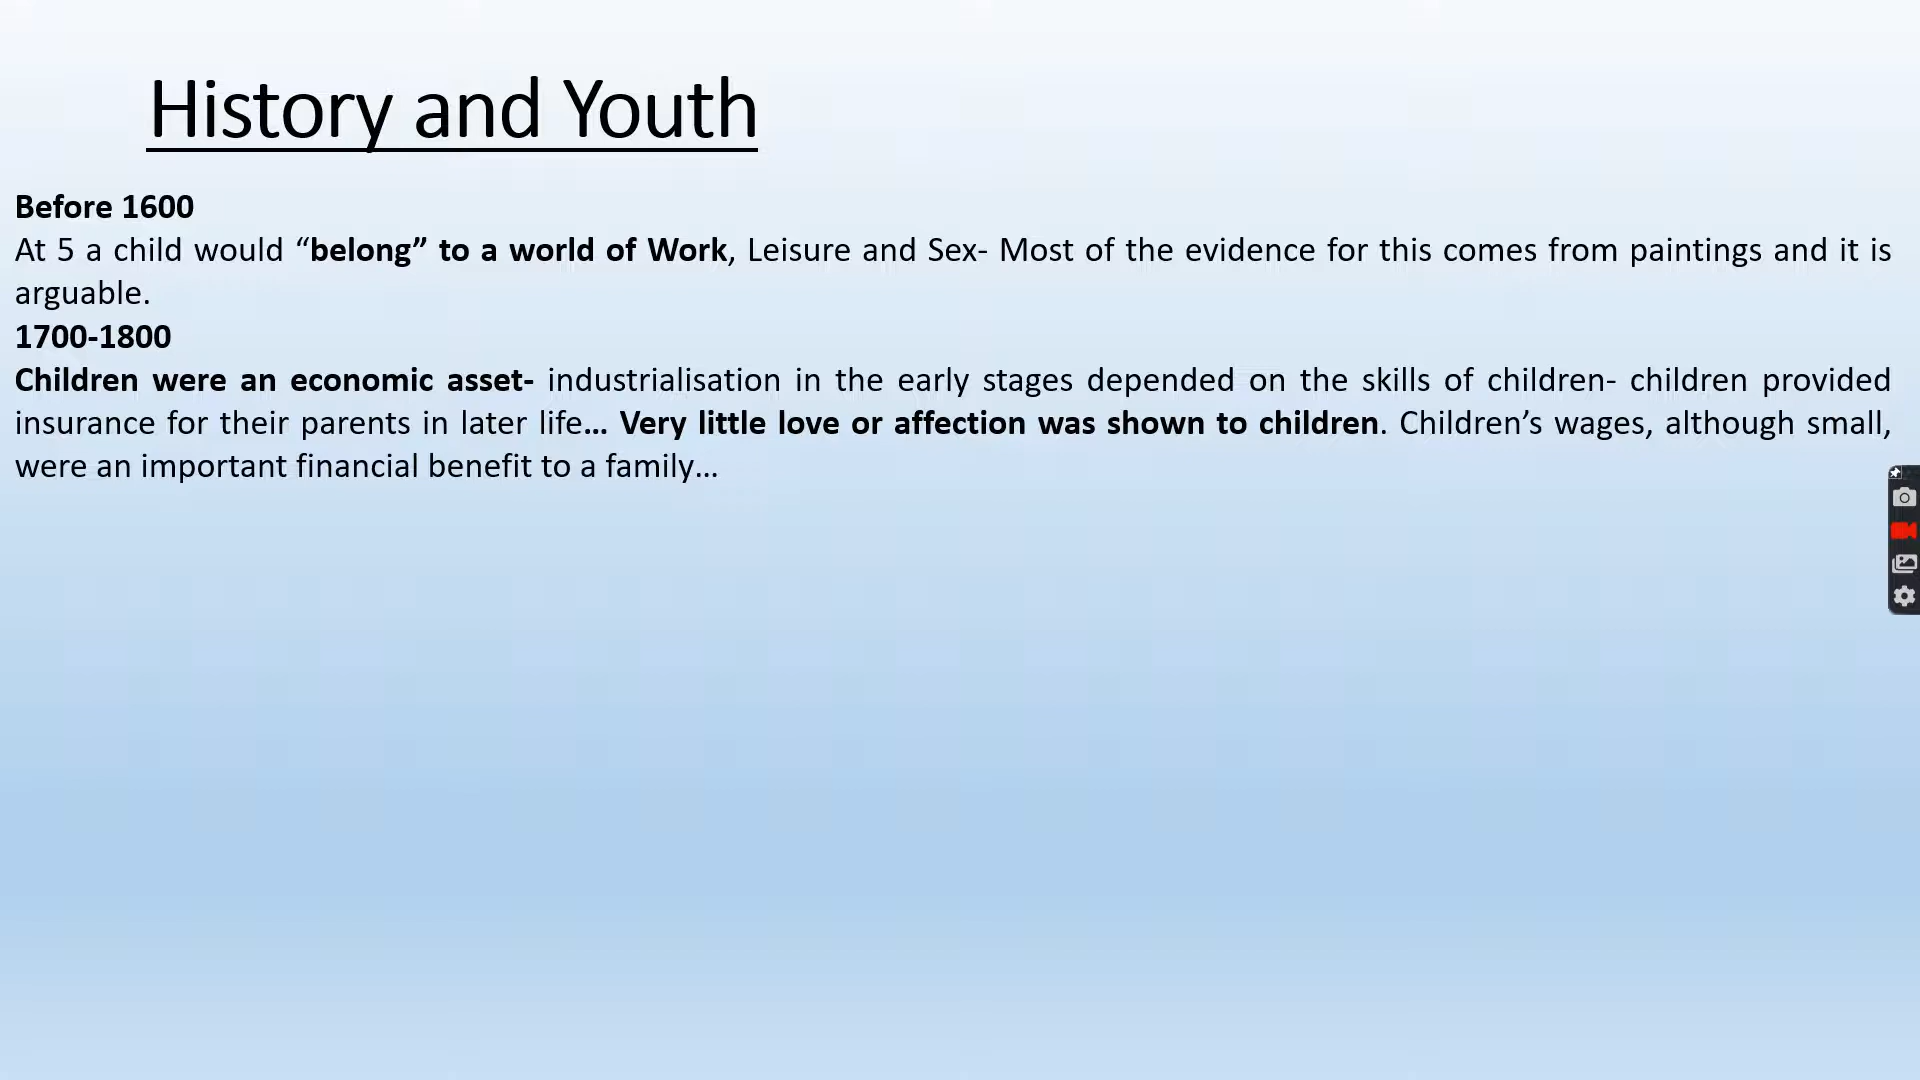 History and Youth
Before 1600
At 5 a child would “belong” to a world of Work, Leisure and Sex- Most of the evidence for this comes from paintings and it is
arguable.
1700-1800
Children were an economic asset- industrialisation in the early stages depended on the skills of children- children provided
insurance for their parents in later life… Very little love or affection was shown to children. Children’s wages, although small,
were an important financial benefit to a family…